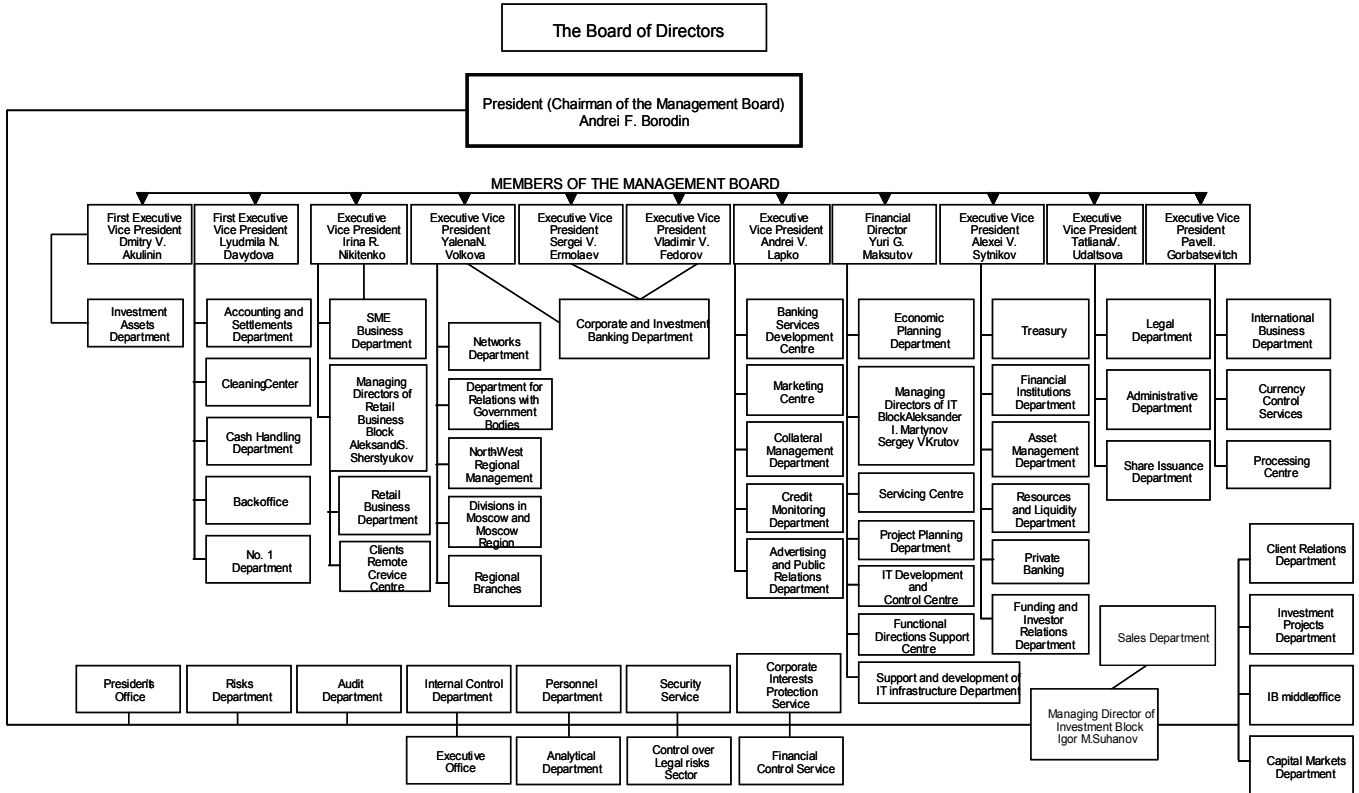 The Board of Directors
President (Chairman of the Management Board)
Andrei F. Borodin
MEMBERS OF THE MANAGEMENT BOARD
First Executive
Vice President
Dmitry V.
Akulinin
First Executive
Vice President
Lyudmila N.
Davydova
Executive
Vice President
Irina R.
Nikitenko
Executive Vice
President
YalenaN.
Volkova
Executive Vice
President
Sergei V.
Ermolaev
Executive Vice
President
Vladimir V.
Fedorov
Executive
Vice President
Andrei V.
Lapko
Financial
Director
Yuri G.
Maksutov
Executive Vice
President
Alexei V.
Sytnikov
Executive Vice
President
TatlianaV.
Udaltsova
Executive Vice
President
PavelI.
Gorbatsevitch
Investment
Assets
Department
Accounting and
Settlements
Department
CleaningCenter
Cash Handling
Department
Backoffice
No. 1
Department
SME
Business
Department
Managing
Directors of
Retail
Business
Block
AleksandrS.
Sherstyukov
Retail
Business
Department
Clients
Remote
Crevice
Centre
Networks
Department
Department for
Relations with
Government
Bodies
NorthWest
Regional
Management
Divisions in
Moscow and
Moscow
Region
Regional
Branches
Corporate and Investment
Banking Department
Banking
Services
Development
Centre
Marketing
Centre
Collateral
Management
Department
Credit
Monitoring
Department
Advertising
and Public
Relations
Department
Economic
Planning
Department
Managing
Directors of IT
BlockAleksander
I. Martynov
Sergey V.Krutov
Servicing Centre
Project Planning
Department
IT Development
and
Control Centre
Functional
Directions Support
Centre
Support and development of
IT infrastructure Department
Treasury
Financial
Institutions
Department
Asset
Management
Department
Resources
and Liquidity
Department
Private
Banking
Funding and
Investor
Relations
Department
Legal
Department
Administrative
Department
Share Issuance
Department
International
Business
Department
Currency
Control
Services
Processing
Centre
President's
Office
Risks
Department
Audit
Department
Internal Control
Department
Personnel
Department
Security
Service
Corporate
Interests
Protection
Service
Executive
Office
Analytical
Department
Control over
Legal risks
Sector
Financial
Control Service
Sales Department
Managing Director of
Investment Block
Igor M.Suhanov
Client Relations
Department
Investment
Projects
Department
IB middleoffice
Capital Markets
Department